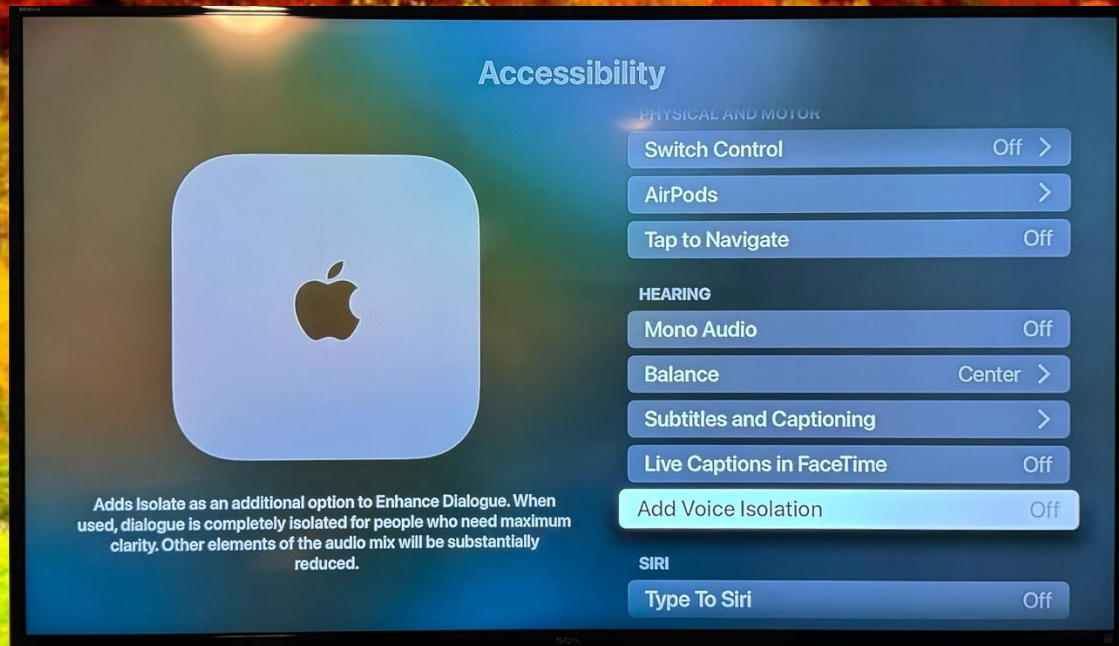 BRAVIA
Accessibility
PHYSICAL AND MOTOR
Switch Control Off
AirPods
Tap to Navigate Off
HEARING
Mono Audio Off
Balance Center
Subtitles and Captioning
Live Captions in FaceTime Off
Add Voice Isolation Off
Adds Isolate as an additional option to Enhance Dialogue. When
used, dialogue is completely isolated for people who need maximum
clarity. Other elements of the audio mix will be substantially
reduced.
SIRI
Type To Siri Off
SONY